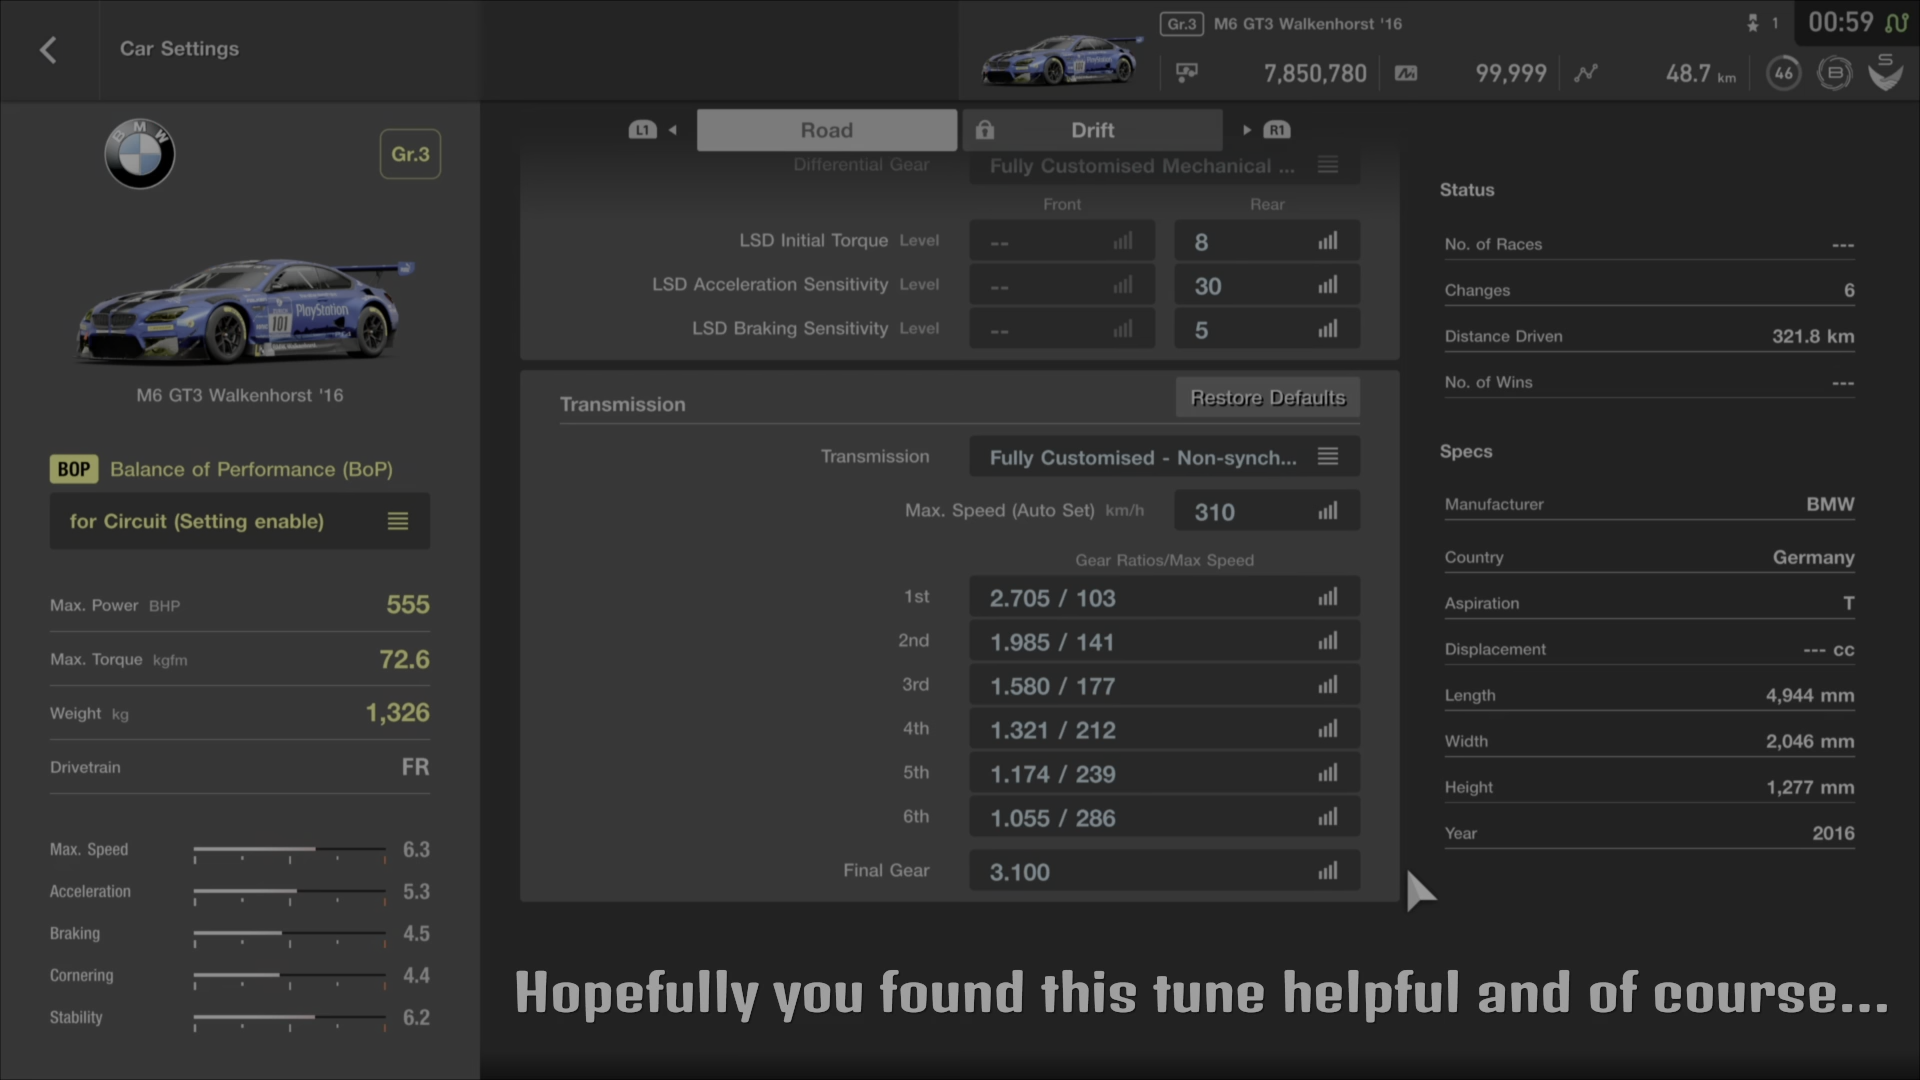 Car Settings
Gr.3 M6 GT3 Walkenhorst '16
1
00:59
7,850,780
99,999
48.7 km
46
B
S
BMW
Gr.3
M6 GT3 Walkenhorst '16
BOP Balance of Performance (BoP)
for Circuit (Setting enable)
Max. Power BHP 555
Max. Torque kgfm 72.6
Weight kg 1,326
Drivetrain FR
Max. Speed 6.3
Acceleration 5.3
Braking 4.5
Cornering 4.4
Stability 6.2
PlayStation
101
L1 Road Drift R1
Differential Gear Fully Customised Mechanical ...
Front Rear
LSD Initial Torque Level -- 8
LSD Acceleration Sensitivity Level -- 30
LSD Braking Sensitivity Level -- 5
Transmission Restore Defaults
Transmission Fully Customised - Non-synch...
Max. Speed (Auto Set) km/h 310
Gear Ratios/Max Speed
1st 2.705 / 103
2nd 1.985 / 141
3rd 1.580 / 177
4th 1.321 / 212
5th 1.174 / 239
6th 1.055 / 286
Final Gear 3.100
Status
No. of Races ---
Changes 6
Distance Driven 321.8 km
No. of Wins ---
Specs
Manufacturer BMW
Country Germany
Aspiration T
Displacement --- cc
Length 4,944 mm
Width 2,046 mm
Height 1,277 mm
Year 2016
Hopefully you found this tune helpful and of course...